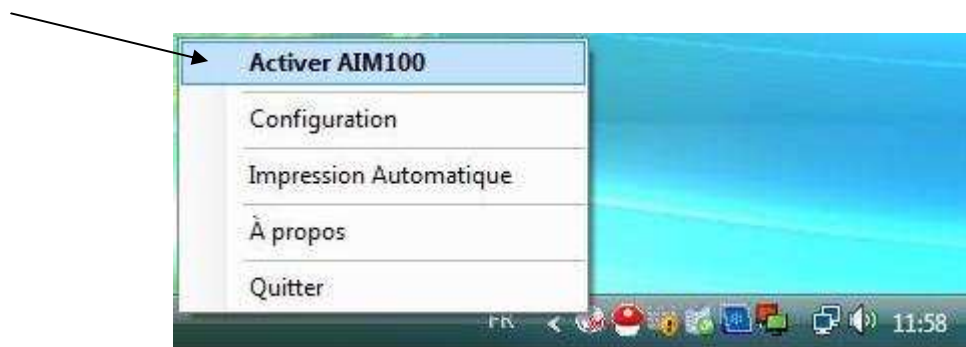 Activer AIM100
Configuration
Impression Automatique
À propos
Quitter
FR
11:58